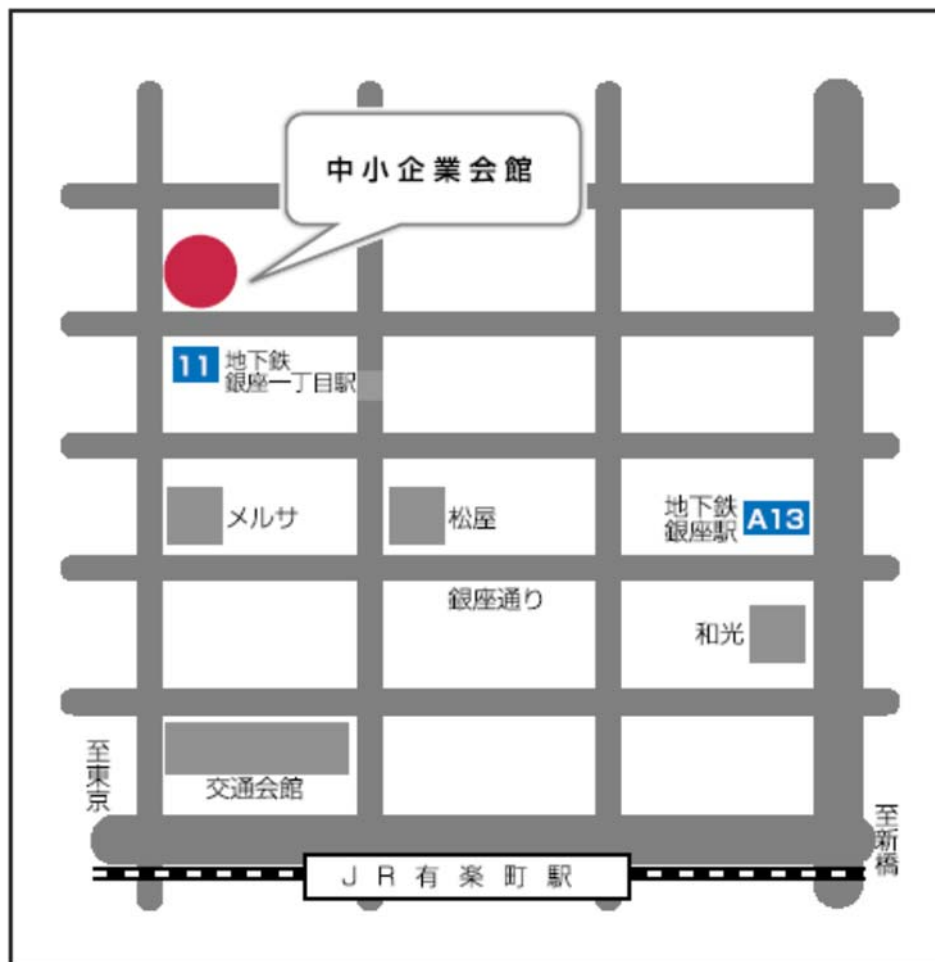 中小企業会館
11 地下鉄
銀座一丁目駅
メルサ
松屋
地下鉄
銀座駅 A13
銀座通り
和光
至東京
交通会館
至新橋
JR有楽町駅